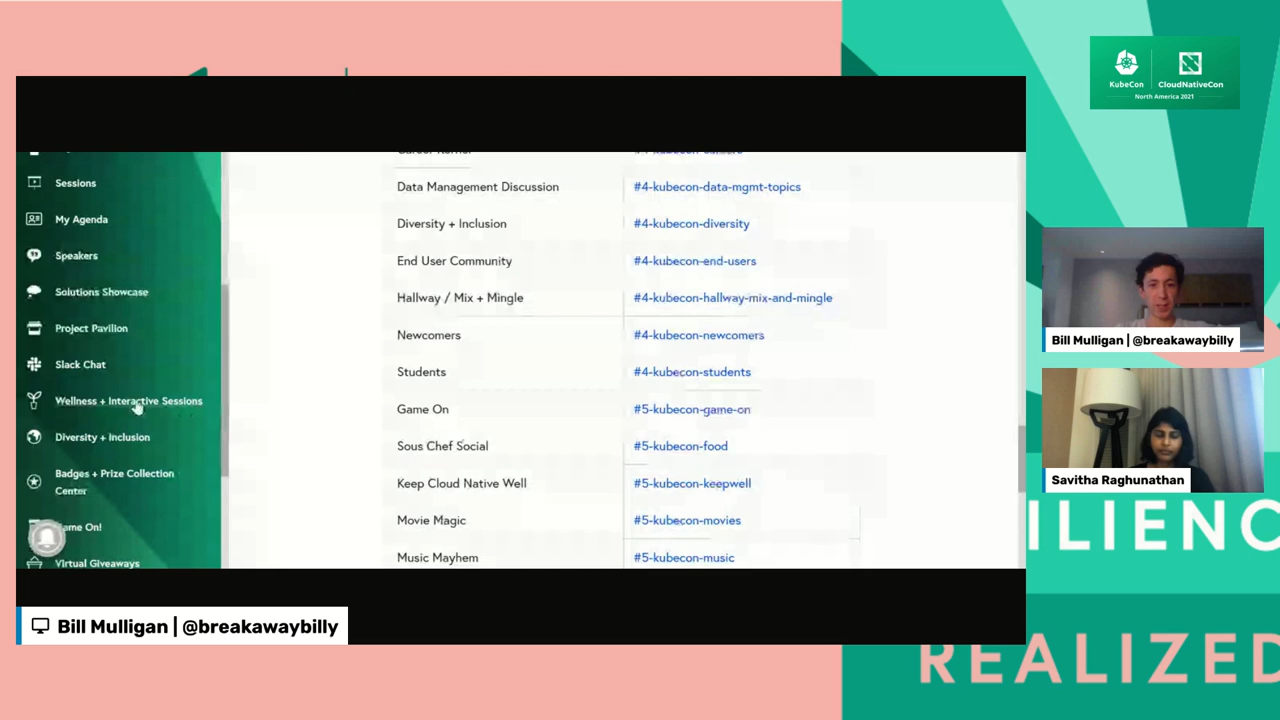 KubeCon
CloudNativeCon
North America 2021
Sessions
My Agenda
Speakers
Solutions Showcase
Project Pavilion
Slack Chat
Wellness + Interactive Sessions
Diversity + Inclusion
Badges + Prize Collection
Center
ame On!
Virtual Giveaways
Data Management Discussion #4-kubecon-data-mgmt-topics
Diversity + Inclusion #4-kubecon-diversity
End User Community #4-kubecon-end-users
Hallway / Mix + Mingle #4-kubecon-hallway-mix-and-mingle
Newcomers #4-kubecon-newcomers
Students #4-kubecon-students
Game On #5-kubecon-game-on
Sous Chef Social #5-kubecon-food
Keep Cloud Native Well #5-kubecon-keepwell
Movie Magic #5-kubecon-movies
Music Mayhem #5-kubecon-music
Bill Mulligan | @breakawaybilly
Bill Mulligan | @breakawaybilly
Savitha Raghunathan
ILIENC
REALIZED